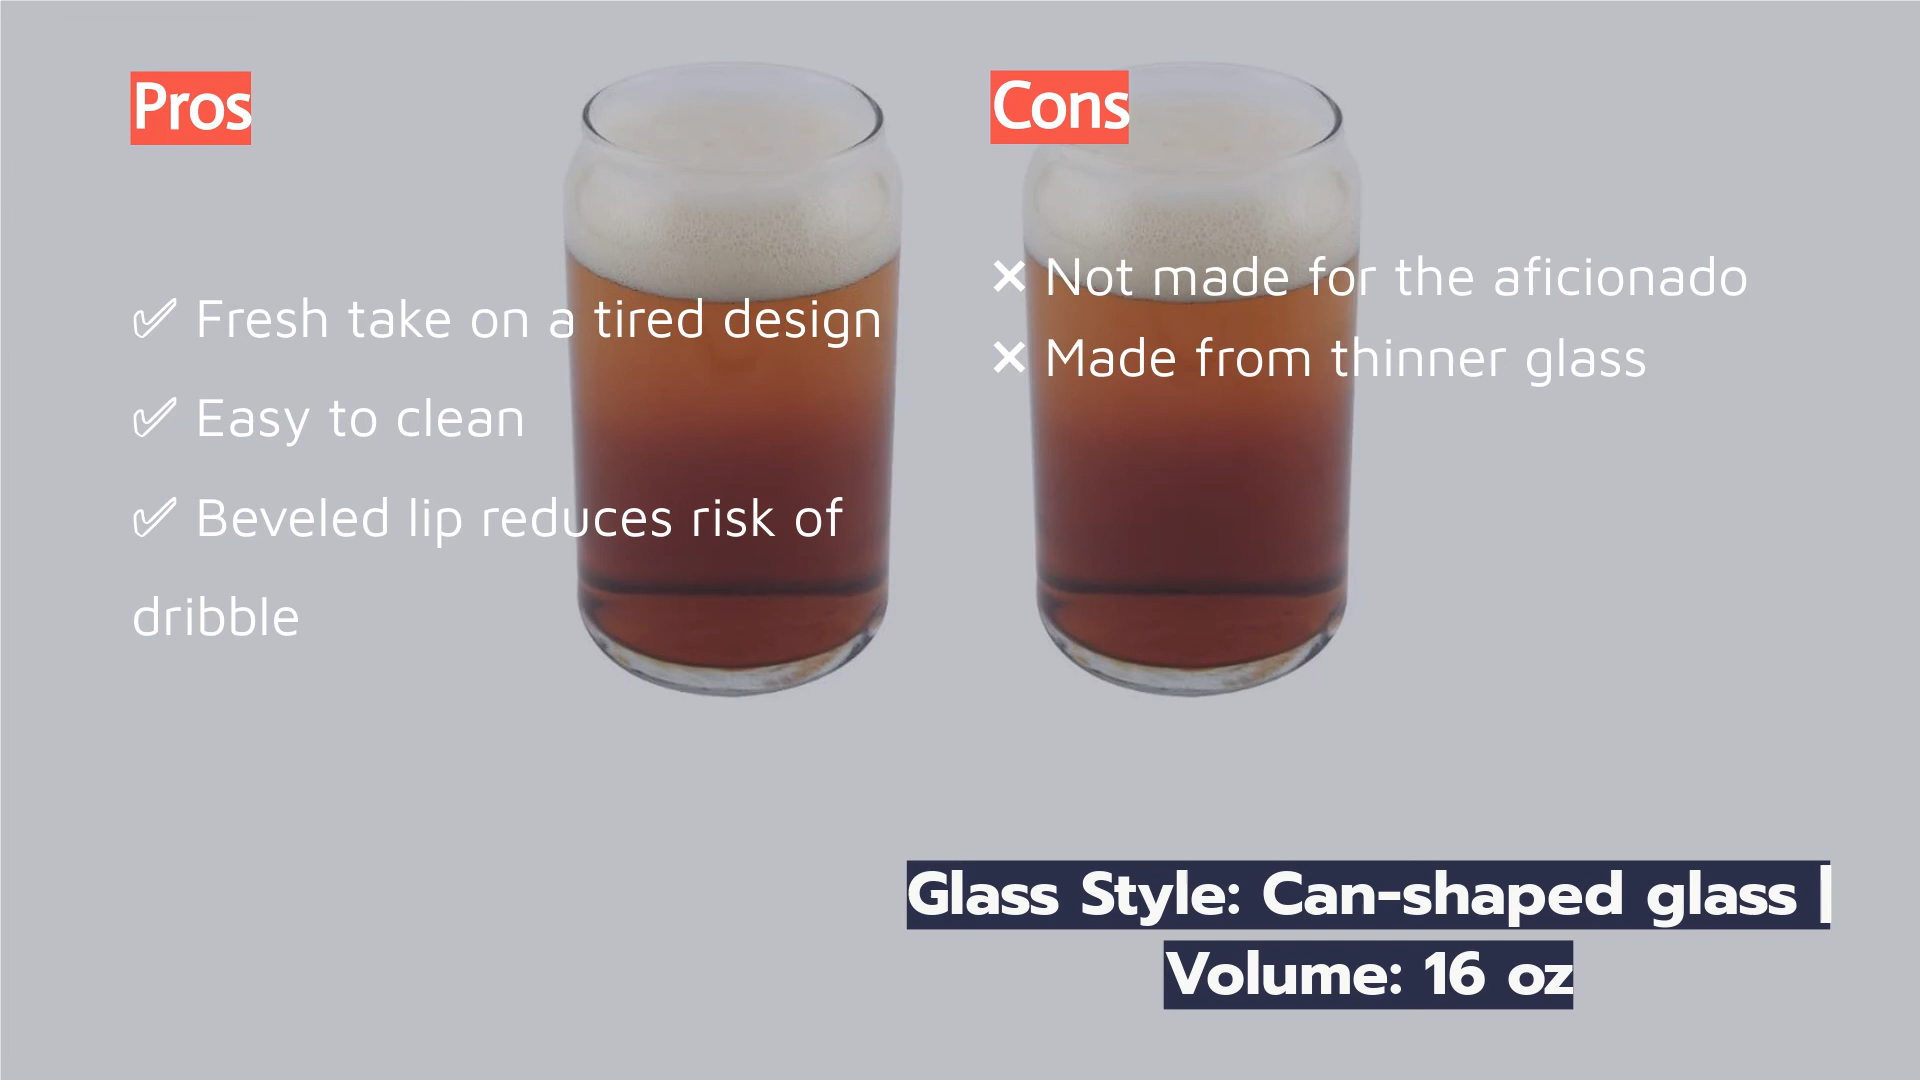 Pros
✅ Fresh take on a tired design
✅ Easy to clean
✅ Beveled lip reduces risk of
dribble
Cons
❌ Not made for the aficionado
❌ Made from thinner glass
Glass Style: Can-shaped glass |
Volume: 16 oz